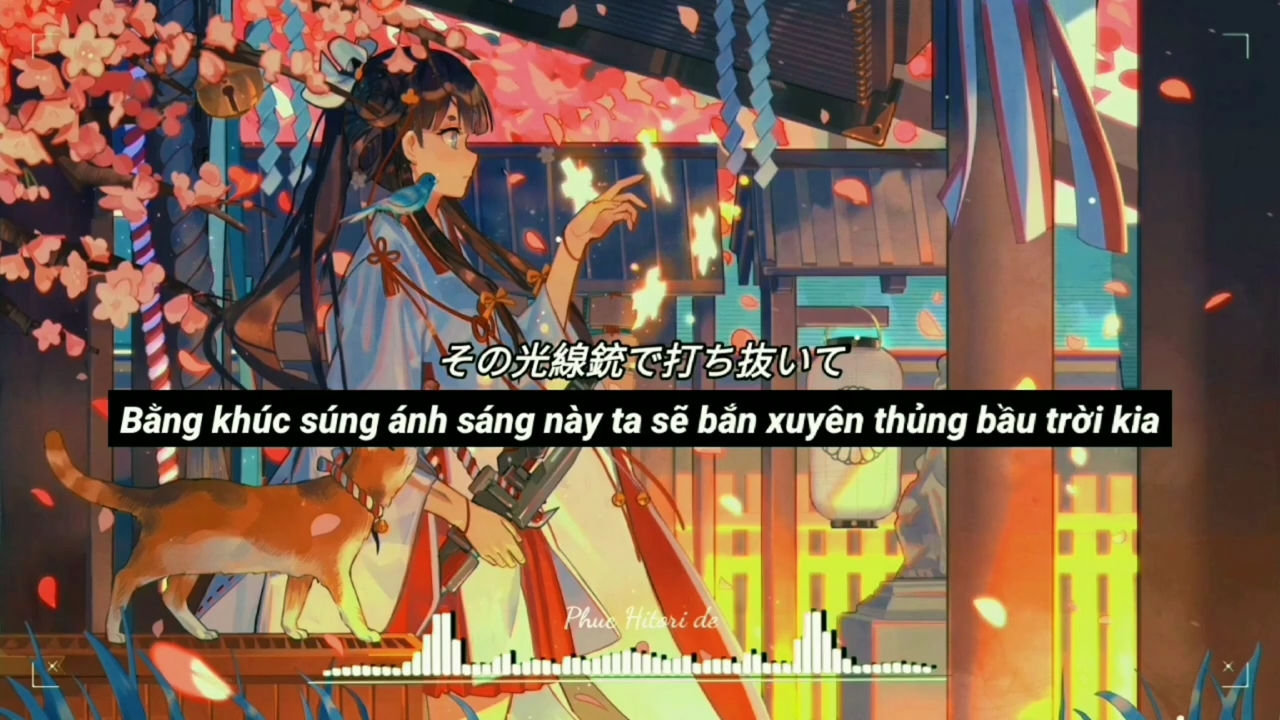 その光線銃で打ち抜いて
Bằng khúc súng ánh sáng này ta sẽ bắn xuyên thủng bầu trời kia
Phuc Hitori de